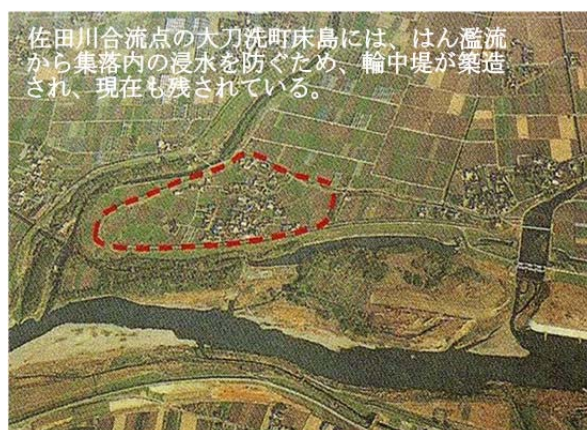 佐田川合流点の大刀洗町床島には、はん濫流
から集落内の浸水を防ぐため、輪中堤が築造
され、現在も残されている。